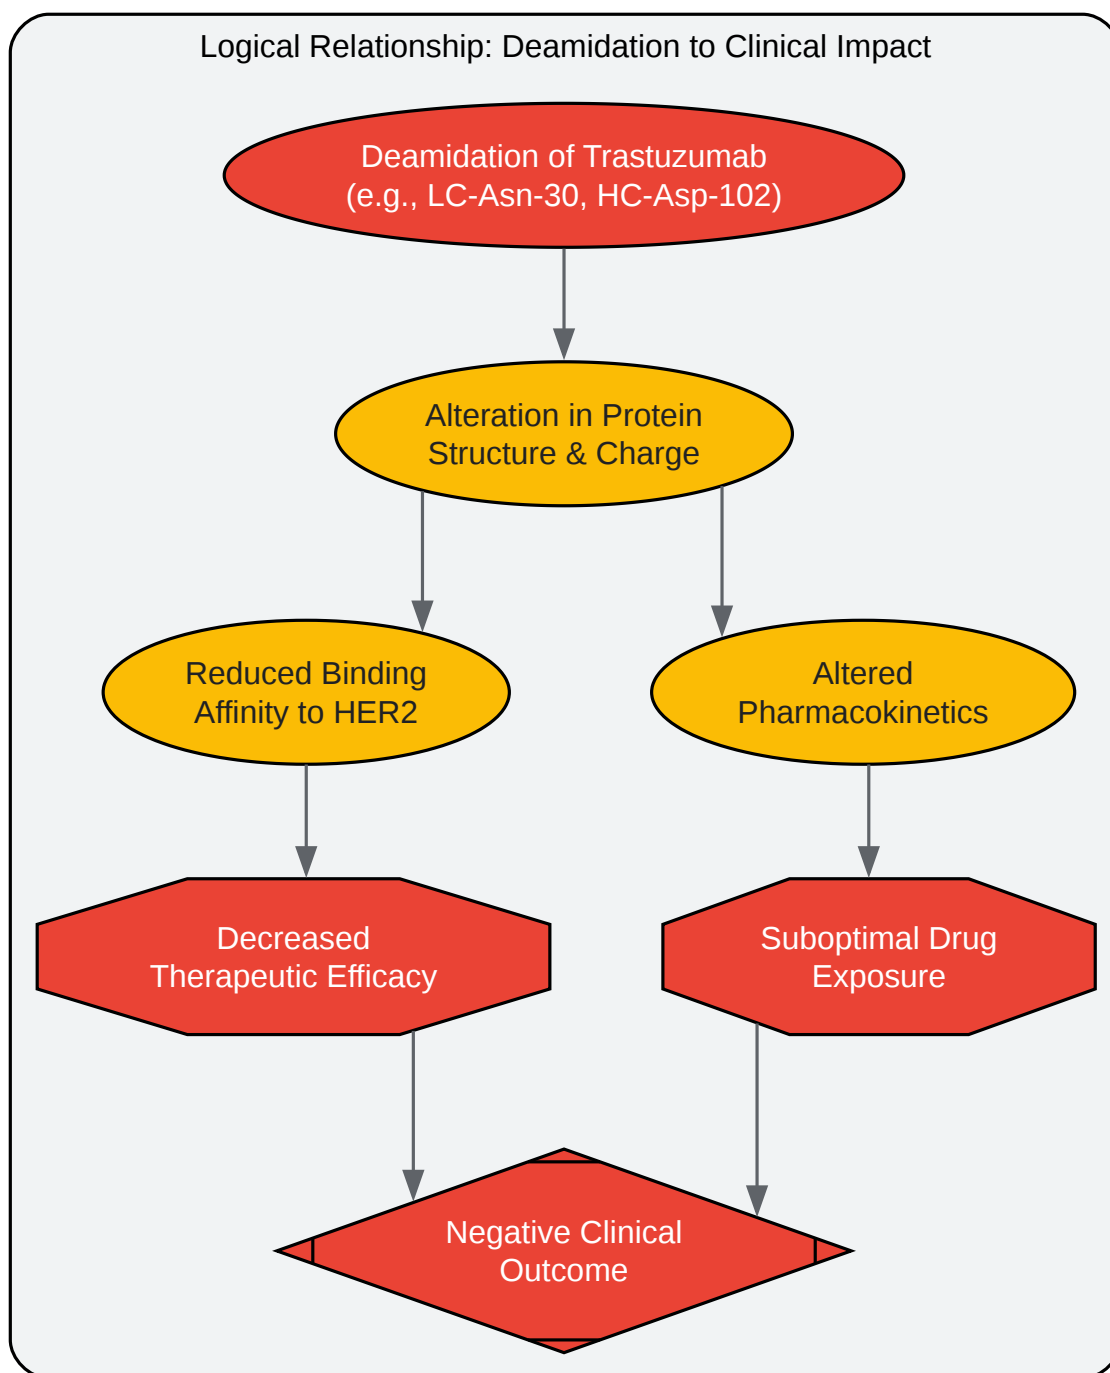 Logical Relationship: Deamidation to Clinical Impact
Deamidation of Trastuzumab
(e.g., LC-Asn-30, HC-Asp-102)
Alteration in Protein
Structure & Charge
Reduced Binding
Affinity to HER2
Altered
Pharmacokinetics
Decreased
Therapeutic Efficacy
Suboptimal Drug
Exposure
Negative Clinical
Outcome